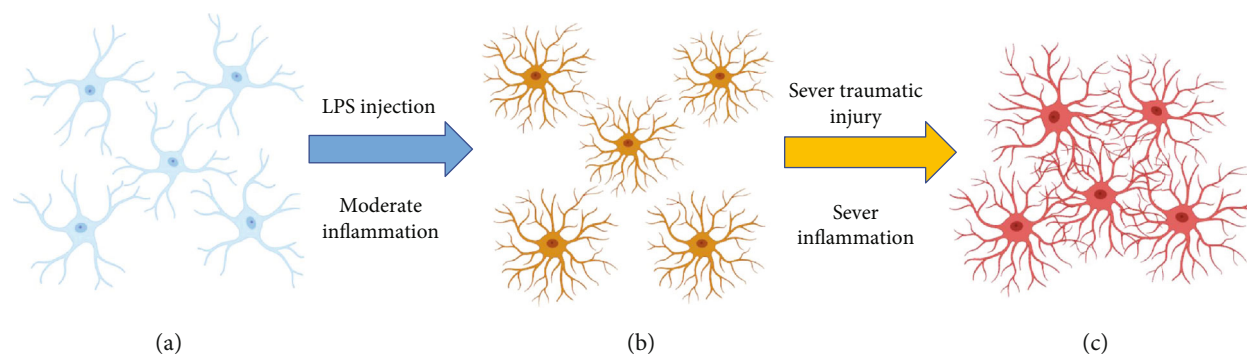 LPS injection
Moderate
inflammation
Sever traumatic
injury
Sever
inflammation
(a)
(b)
(c)